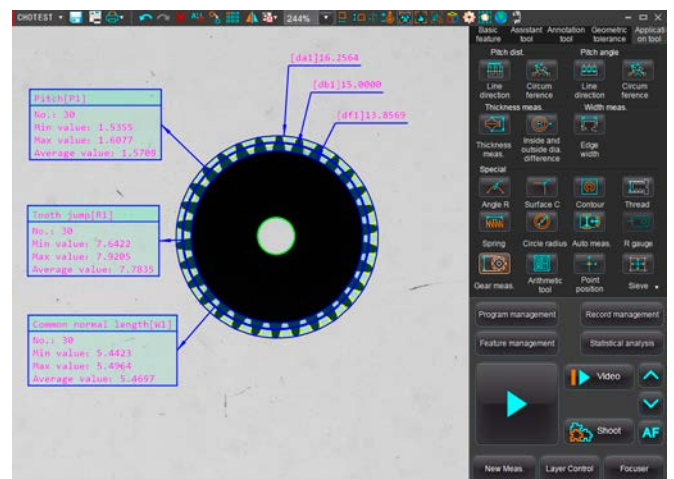 CHOTEST
244%
Basic feature
Assistant tool
Annotation tool
Geometric tolerance
Application tool
Pitch dist.
Pitch angle
Line direction
Circum ference
Line direction
Circum ference
Thickness meas.
Width meas.
Thickness meas.
Inside and outside dia. difference
Edge width
Special
Angle R
Surface C
Contour
Thread
Spring
Circle radius
Auto meas.
R gauge
Gear meas.
Arithmetic tool
Point position
Sieve
Program management
Record management
Feature management
Statistical analysis
Video
Shoot
AF
New Meas.
Layer Control
Focuser
[da1]16.2564
[db1]15.0000
[df1]13.8569
Pitch[P1]
No.: 30
Min value: 1.5355
Max value: 1.6077
Average value: 1.5708
Tooth jump[R1]
No.: 30
Min value: 7.6422
Max value: 7.9205
Average value: 7.7835
Common normal length[W1]
No.: 30
Min value: 5.4423
Max value: 5.4964
Average value: 5.4697